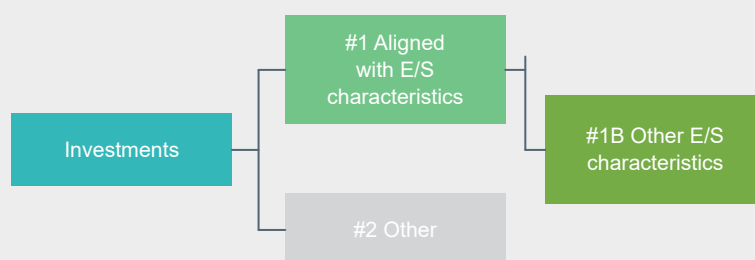 #1 Aligned
with E/S
characteristics
Investments
#1B Other E/S
characteristics
#2 Other